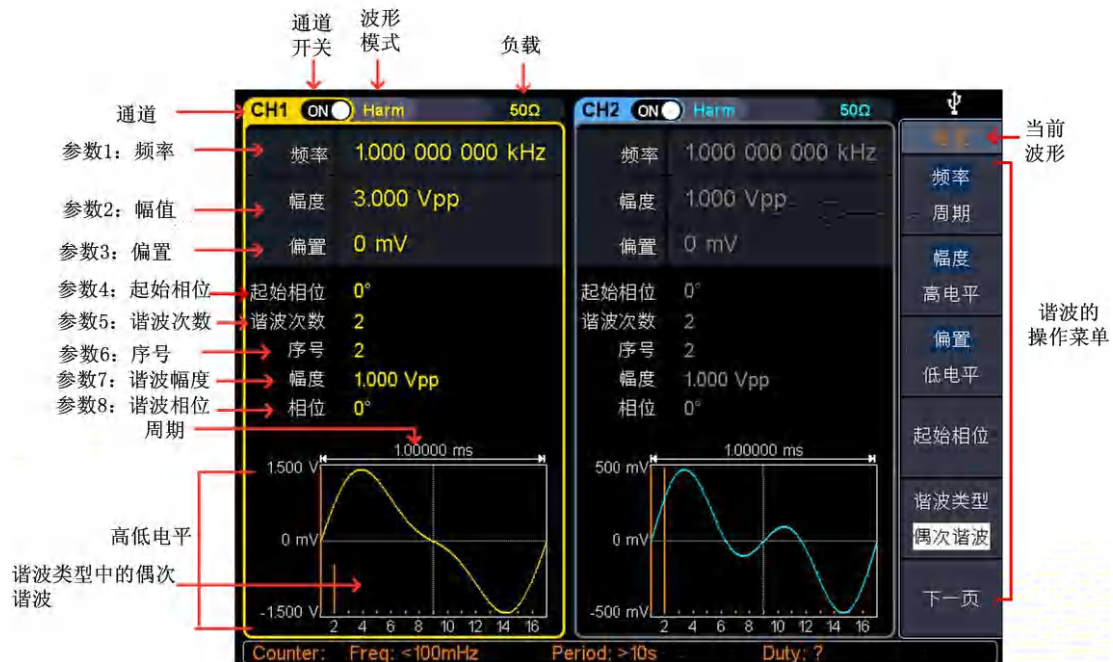 通道
开关
波形
模式
负载
通道
CH1 ON Harm 50Ω
CH2 ON Harm 50Ω
当前
波形
参数1：频率
频率 1.000 000 000 kHz
频率 1.000 000 000 kHz
频率
周期
参数2：幅值
幅度 3.000 Vpp
幅度 1.000 Vpp
参数3：偏置
偏置 0 mV
偏置 0 mV
幅度
高电平
参数4：起始相位
起始相位 0°
起始相位 0°
参数5：谐波次数
谐波次数 2
谐波次数 2
谐波的
操作菜单
参数6：序号
序号 2
序号 2
偏置
低电平
参数7：谐波幅度
幅度 1.000 Vpp
幅度 1.000 Vpp
参数8：谐波相位
相位 0°
相位 0°
周期
起始相位
1.00000 ms
1.00000 ms
1.500 V
500 mV
谐波类型
偶次谐波
高低电平
0 mV
0 mV
谐波类型中的偶次
谐波
下一页
-1.500 V
-500 mV
2 4 6 8 10 12 14 16
2 4 6 8 10 12 14 16
Counter: Freq: <100mHz Period: >10s Duty: ?